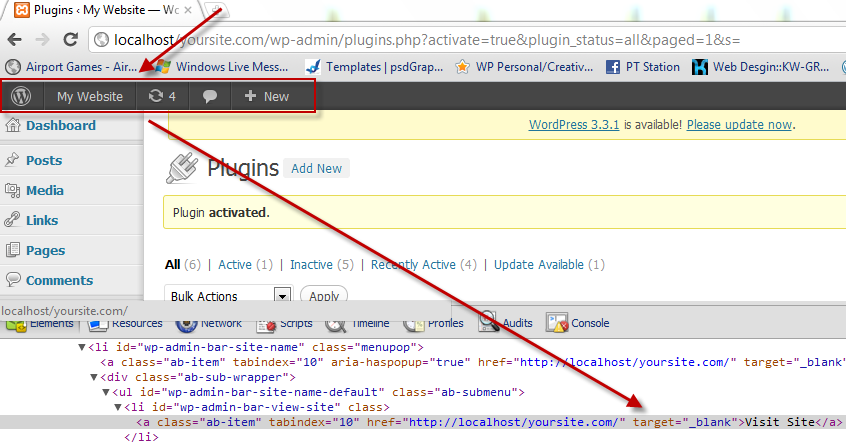 Plugins ‹ My Website — Wo
localhost/yoursite.com/wp-admin/plugins.php?activate=true&plugin_status=all&paged=1&s=
Airport Games - Air... Windows Live Mess... Templates | psdGrap... WP Personal/Creativ... PT Station Web Desgin::KW-GR...
My Website 4 + New
Dashboard
WordPress 3.3.1 is available! Please update now.
Posts
Plugins Add New
Media
Links
Plugin activated.
Pages
All (6) | Active (1) | Inactive (5) | Recently Active (4) | Update Available (1)
Comments
Bulk Actions Apply
localhost/yoursite.com/
Elements Resources Network Scripts Timeline Profiles Audits Console
▼<li id="wp-admin-bar-site-name" class="menupop">
<a class="ab-item" tabindex="10" aria-haspopup="true" href="http://localhost/yoursite.com/" target="_blank"
▼<div class="ab-sub-wrapper">
▼<ul id="wp-admin-bar-site-name-default" class="ab-submenu">
▼<li id="wp-admin-bar-view-site" class>
<a class="ab-item" tabindex="10" href="http://localhost/yoursite.com/" target="_blank">Visit Site</a>
</li>